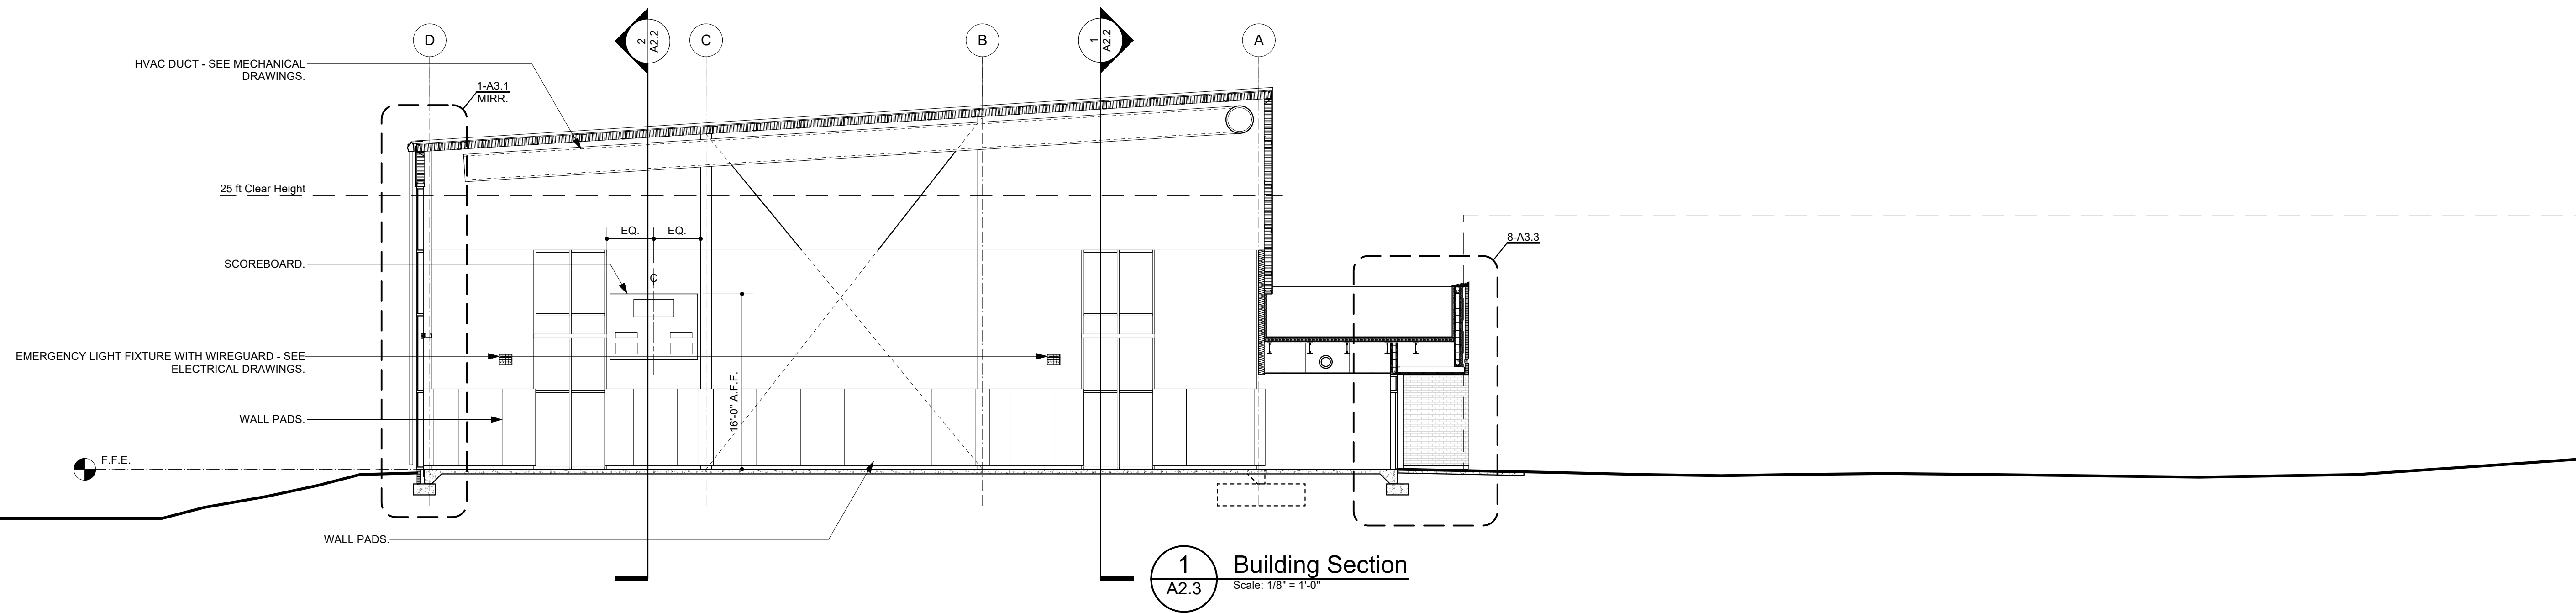 D
2
A2.2
C
B
1
A2.2
A
HVAC DUCT - SEE MECHANICAL
DRAWINGS.
1-A3.1
MIRR.
25 ft Clear Height
EQ.
EQ.
8-A3.3
SCOREBOARD.
CL
EMERGENCY LIGHT FIXTURE WITH WIREGUARD - SEE
ELECTRICAL DRAWINGS.
16'-0" A.F.F.
WALL PADS.
F.F.E.
WALL PADS.
1
A2.3
Building Section
Scale: 1/8" = 1'-0"